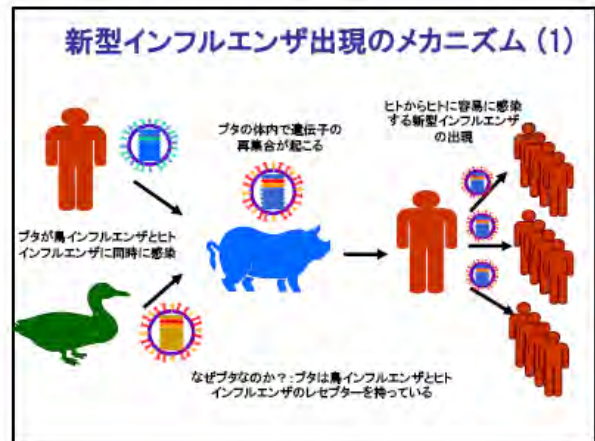 新型インフルエンザ出現のメカニズム (1)
ブタの体内で遺伝子の
再集合が起こる
ヒトからヒトに容易に感染
する新型インフルエンザ
の出現
ブタが鳥インフルエンザとヒト
インフルエンザに同時に感染
なぜブタなのか?:ブタは鳥インフルエンザとヒト
インフルエンザのレセプターを持っている